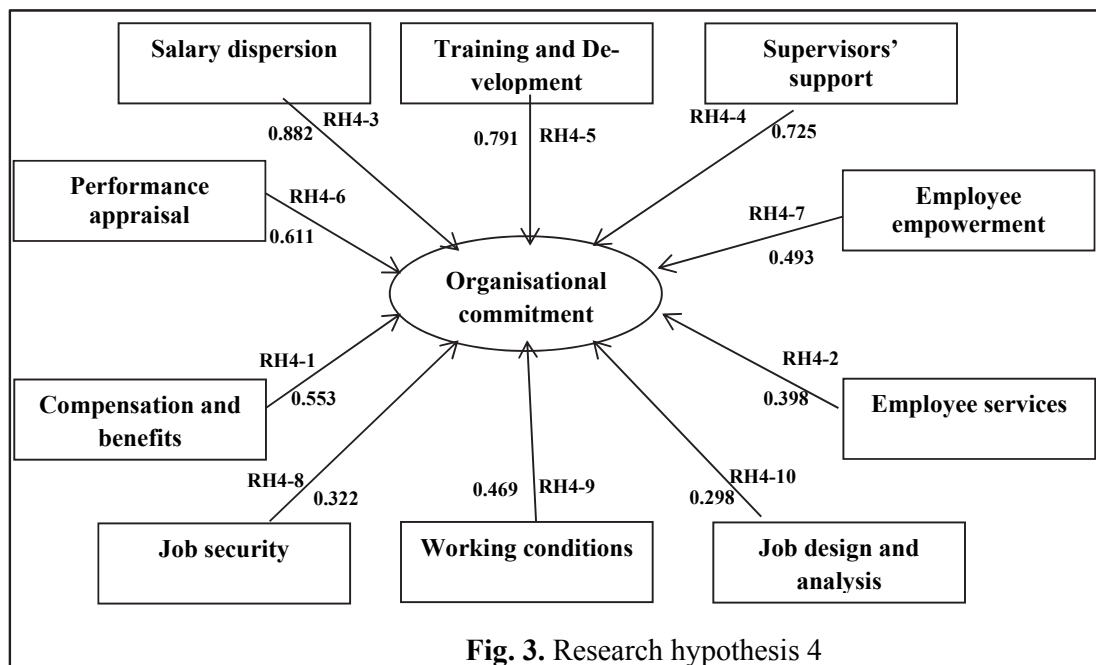 Salary dispersion
Training and De-
velopment
Supervisors'
support
RH4-3
0.882
0.791
RH4-5
RH4-4
0.725
Performance
appraisal
RH4-6
0.611
Employee
empowerment
RH4-7
0.493
Organisational
commitment
RH4-1
0.553
Compensation and
benefits
RH4-2
0.398
Employee services
RH4-8
0.322
0.469
RH4-9
RH4-10
0.298
Job security
Working conditions
Job design and
analysis
Fig. 3. Research hypothesis 4